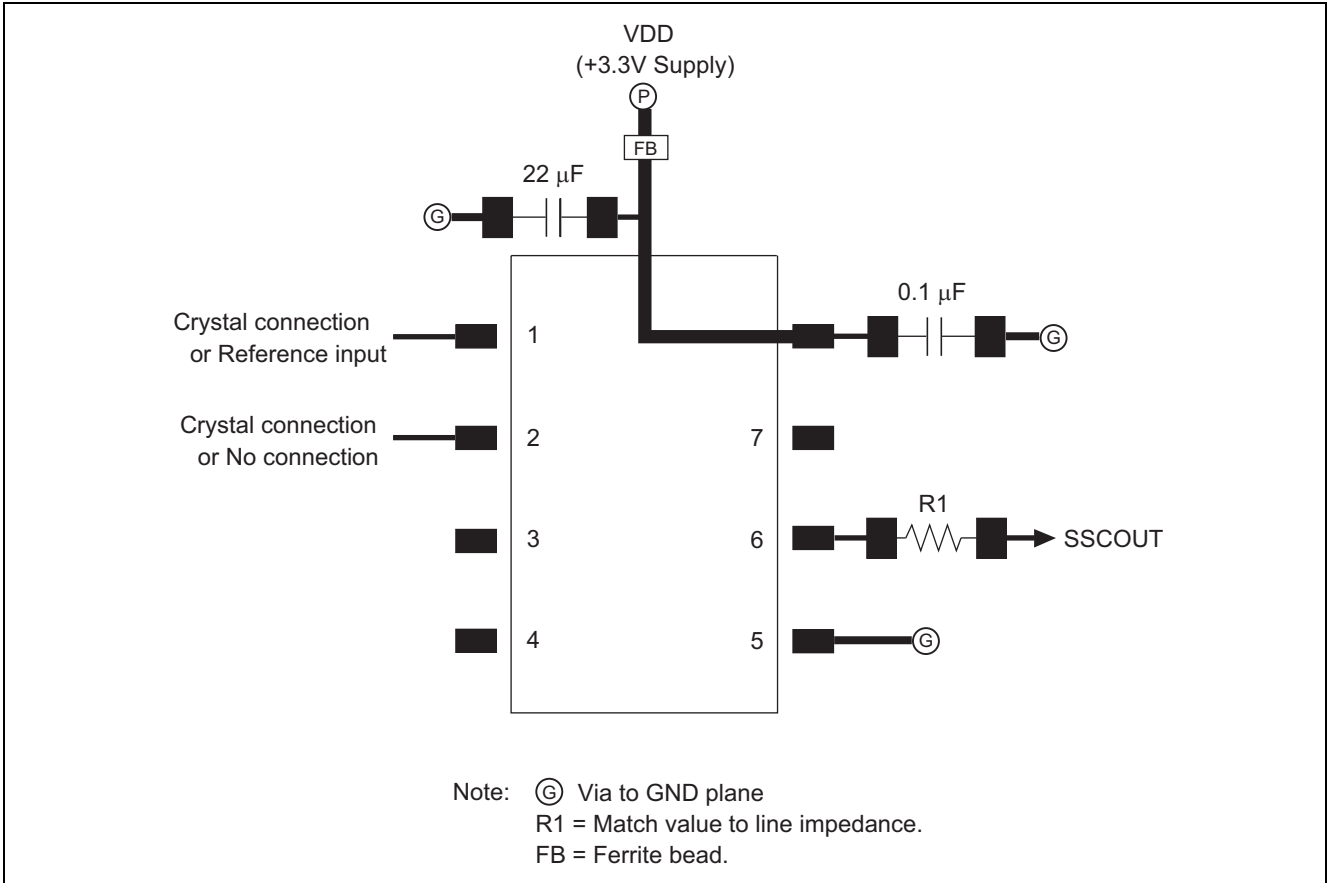 VDD
(+3.3V Supply)
P
FB
22 μF
G
0.1 μF
G
Crystal connection
or Reference input
1
Crystal connection
or No connection
2
7
R1
3
6
SSCOUT
4
5
G
Note: G Via to GND plane
R1 = Match value to line impedance.
FB = Ferrite bead.